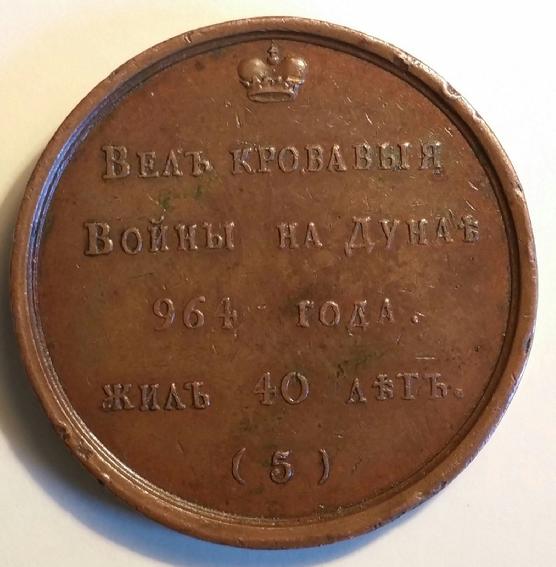 Велъ кровавыя
Войны на Дунаѣ
964 года.
жилъ 40 лѣтъ.
(5)